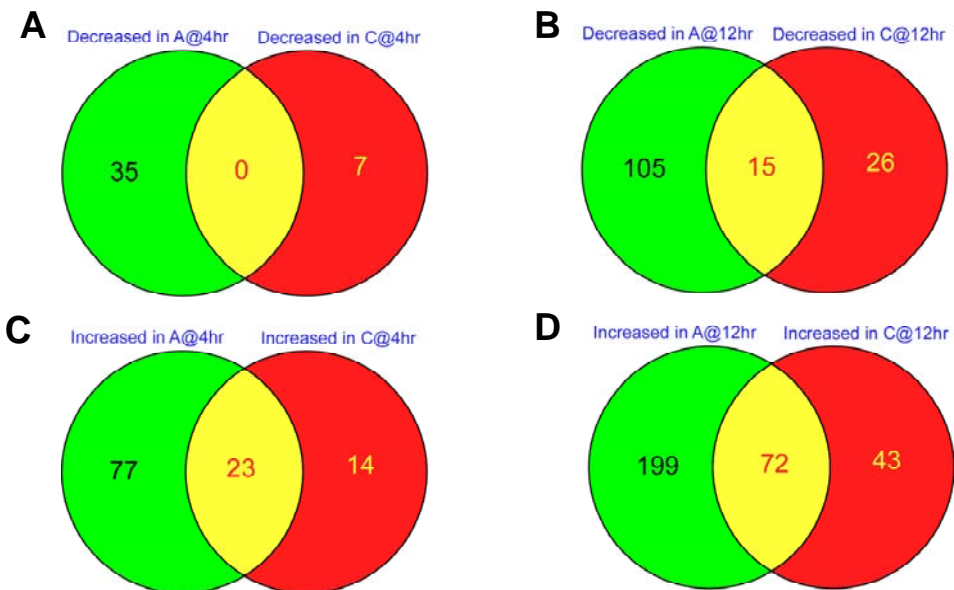 A
Decreased in A@4hr
Decreased in C@4hr
35
0
7
B
Decreased in A@12hr
Decreased in C@12hr
105
15
26
C
Increased in A@4hr
Increased in C@4hr
77
23
14
D
Increased in A@12hr
Increased in C@12hr
199
72
43